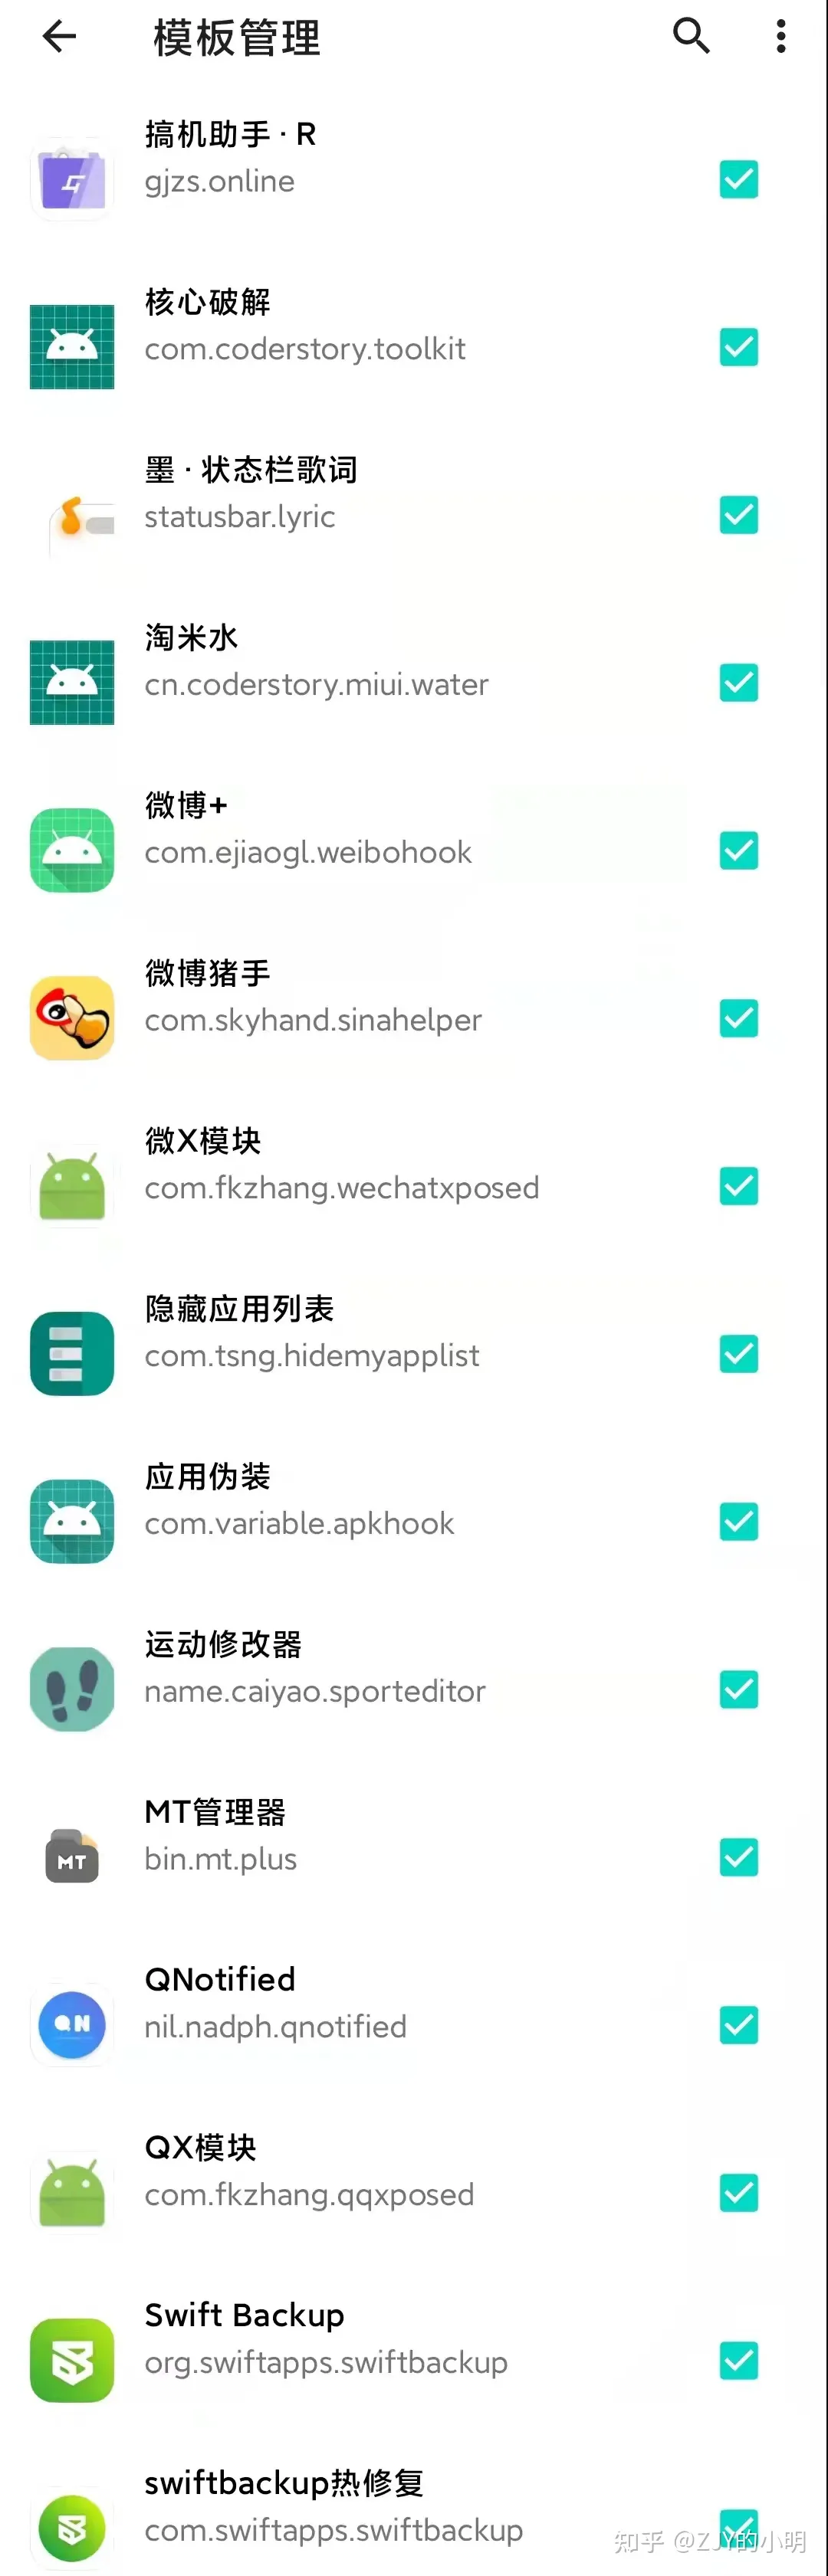 模板管理
搞机助手 · R
gjzs.online
核心破解
com.coderstory.toolkit
墨 · 状态栏歌词
statusbar.lyric
淘米水
cn.coderstory.miui.water
微博+
com.ejiaogl.weibohook
微博猪手
com.skyhand.sinahelper
微X模块
com.fkzhang.wechatxposed
隐藏应用列表
com.tsng.hidemyapplist
应用伪装
com.variable.apkhook
运动修改器
name.caiyao.sporteditor
MT管理器
MT
bin.mt.plus
QNotified
QN
nil.nadph.qnotified
QX模块
com.fkzhang.qqxposed
Swift Backup
org.swiftapps.swiftbackup
swiftbackup热修复
com.swiftapps.swiftbackup
知乎 @ZJY的小明